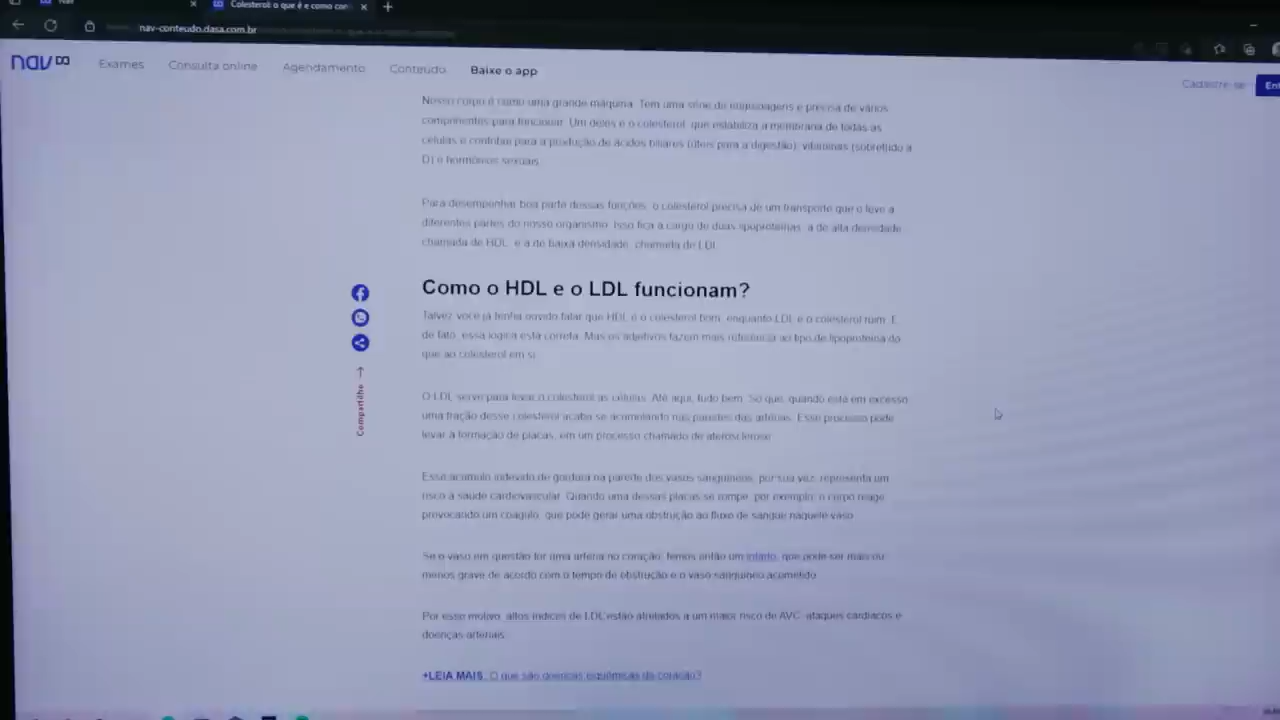 Colesterol: o que é e como con
nav-conteudo.dasa.com.br
nav
Exames
Consulta online
Agendamento
Conteúdo
Baixe o app
Cadastre-se
Ent
Nosso corpo é como uma grande máquina. Tem uma série de engrenagens e precisa de vários
componentes para funcionar. Um deles é o colesterol, que estabiliza a membrana de todas as
células e contribui para a produção de ácidos biliares (úteis para a digestão), vitaminas (sobretudo a
D) e hormônios sexuais.
Para desempenhar boa parte dessas funções, o colesterol precisa de um transporte que o leve a
diferentes partes do nosso organismo. Isso fica a cargo de duas lipoproteínas, a de alta densidade,
chamada de HDL, e a de baixa densidade, chamada de LDL.
Como o HDL e o LDL funcionam?
Talvez você já tenha ouvido falar que HDL é o colesterol bom, enquanto LDL é o colesterol ruim. E,
de fato, essa lógica está correta. Mas os adjetivos fazem mais referência ao tipo de lipoproteína do
que ao colesterol em si.
O LDL serve para levar o colesterol às células. Até aqui, tudo bem. Só que, quando está em excesso,
uma fração desse colesterol acaba se acumulando nas paredes das artérias. Esse processo pode
levar à formação de placas, em um processo chamado de aterosclerose.
Esse acúmulo indevido de gordura na parede dos vasos sanguíneos, por sua vez, representa um
risco à saúde cardiovascular. Quando uma dessas placas se rompe, por exemplo, o corpo reage
provocando um coágulo, que pode gerar uma obstrução ao fluxo de sangue naquele vaso.
Se o vaso em questão for uma artéria no coração, temos então um infarto, que pode ser mais ou
menos grave de acordo com o tempo de obstrução e o vaso sanguíneo acometido.
Por esse motivo, altos índices de LDL estão atrelados a um maior risco de AVC, ataques cardíacos e
doenças arteriais.
+LEIA MAIS: O que são doenças isquêmicas do coração?
Compartilhe